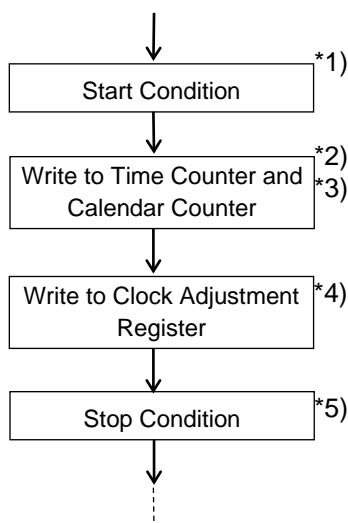 *1)
Start Condition
*2)
Write to Time Counter and
*3)
Calendar Counter
Write to Clock Adjustment
*4)
Register
*5)
Stop Condition